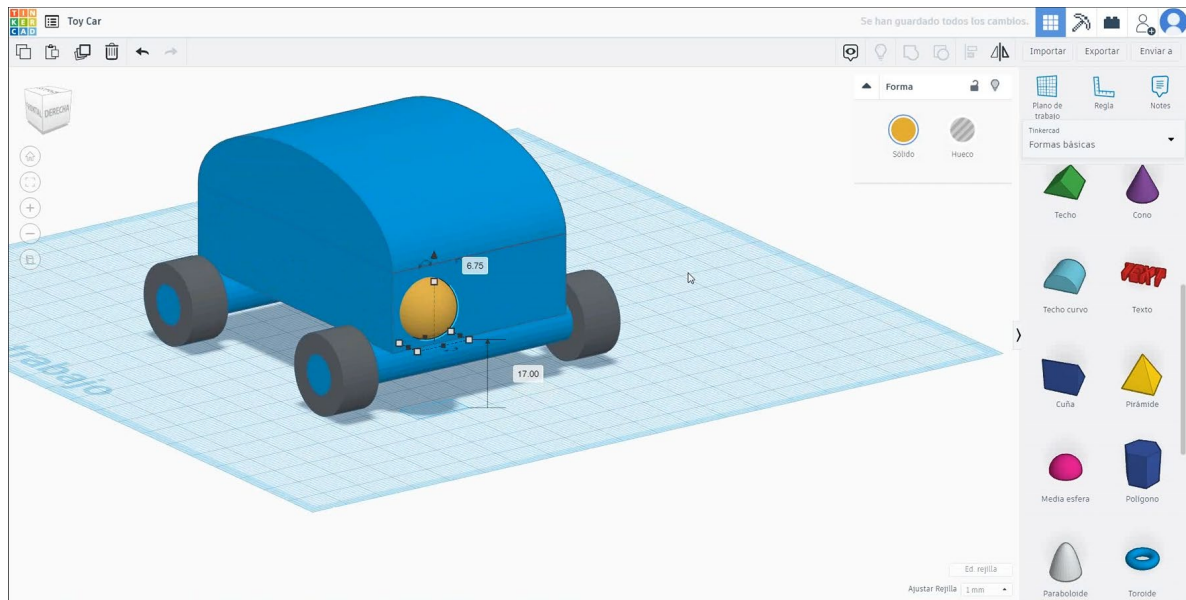 TIN
KER
CAD
Toy Car
Se han guardado todos los cambios.
Importar
Exportar
Enviar a
Forma
Sólido
Hueco
Plano de trabajo
Regla
Notes
Tinkercad
Formas básicas
Techo
Cono
Techo curvo
Texto
TEXT
Cuña
Pirámide
Media esfera
Polígono
Paraboloide
Toroide
DERECHA
6.75
17.00
trabajo
Ed. rejilla
Ajustar Rejilla
1 mm